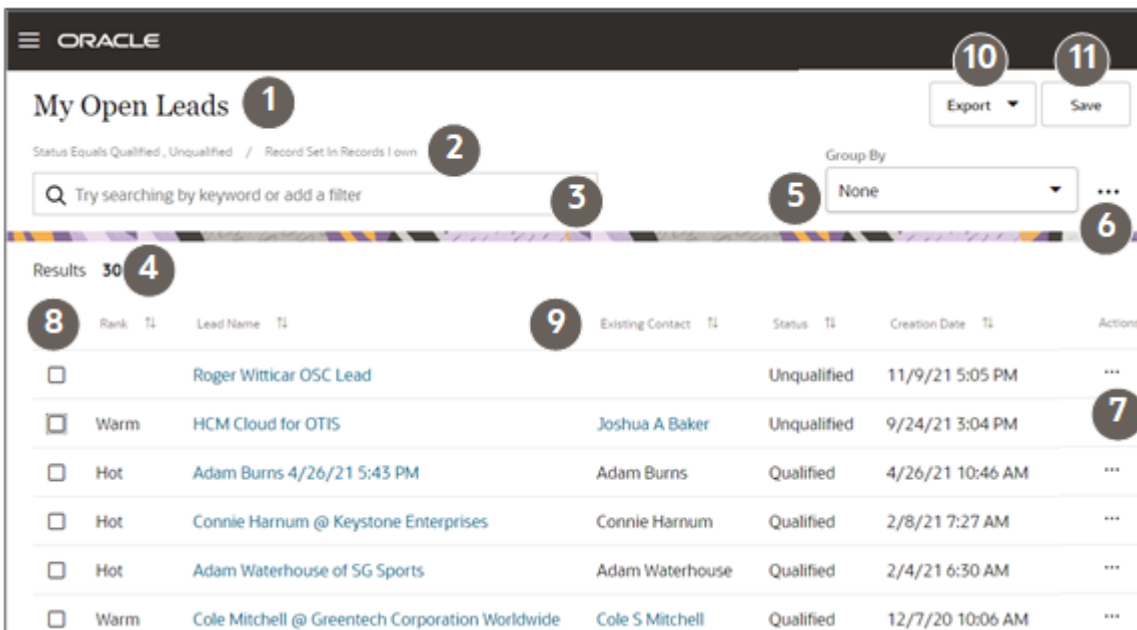 ORACLE
10 11
My Open Leads 1 Export Save
Status Equals Qualified , Unqualified / Record Set In Records I own 2 Group By
Try searching by keyword or add a filter 3 5 None ...
6
Results 30 4
8 Rank Lead Name 9 Existing Contact Status Creation Date Actions
Roger Witticar OSC Lead Unqualified 11/9/21 5:05 PM ...
Warm HCM Cloud for OTIS Joshua A Baker Unqualified 9/24/21 3:04 PM 7
Hot Adam Burns 4/26/21 5:43 PM Adam Burns Qualified 4/26/21 10:46 AM ...
Hot Connie Harnum @ Keystone Enterprises Connie Harnum Qualified 2/8/21 7:27 AM ...
Hot Adam Waterhouse of SG Sports Adam Waterhouse Qualified 2/4/21 6:30 AM ...
Warm Cole Mitchell @ Greentech Corporation Worldwide Cole S Mitchell Qualified 12/7/20 10:06 AM ...